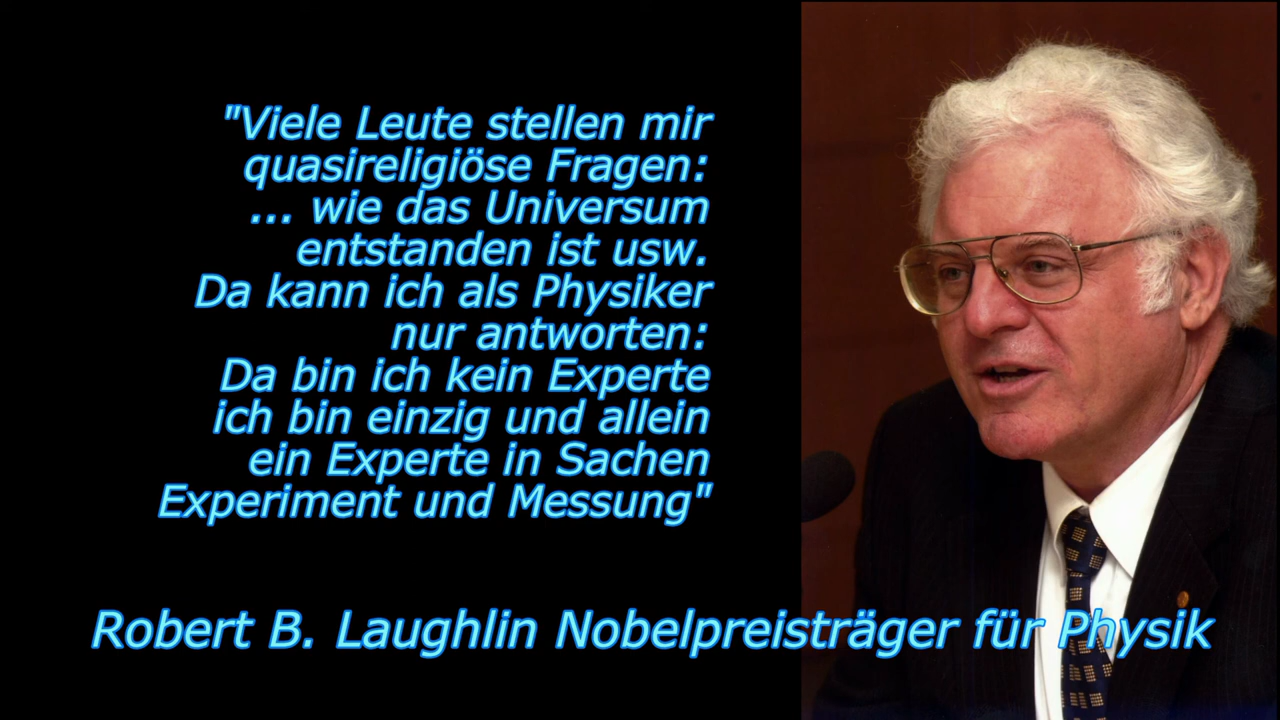 "Viele Leute stellen mir
quasireligiöse Fragen:
... wie das Universum
entstanden ist usw.
Da kann ich als Physiker
nur antworten:
Da bin ich kein Experte
ich bin einzig und allein
ein Experte in Sachen
Experiment und Messung"
Robert B. Laughlin Nobelpreisträger für Physik